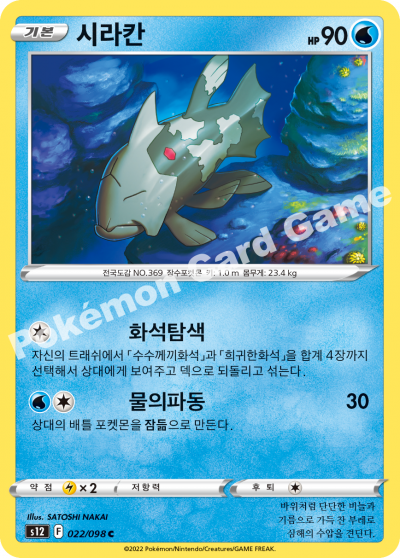 기본 시라칸 HP 90
전국도감 NO.369 장수포켓몬 키: 1.0 m 몸무게: 23.4 kg
Pokémon Card Game
화석탐색
자신의 트래쉬에서 「수수께끼화석」과 「희귀한화석」을 합계 4장까지
선택해서 상대에게 보여주고 덱으로 되돌리고 섞는다.
물의파동 30
상대의 배틀 포켓몬을 잠듦으로 만든다.
약점 ×2 저항력 후퇴
Illus. SATOSHI NAKAI
s12 F 022/098 C
바위처럼 단단한 비늘과
기름으로 가득 찬 부레로
심해의 수압을 견딘다.
©2022 Pokémon/Nintendo/Creatures/GAME FREAK.